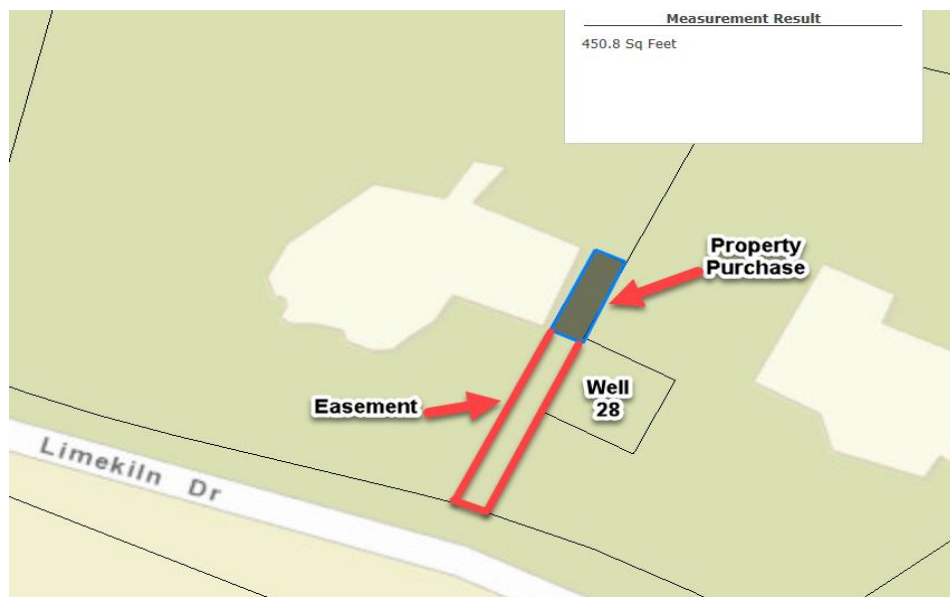 Measurement Result
450.8 Sq Feet
Property
Purchase
Easement
Well
28
Limekiln Dr